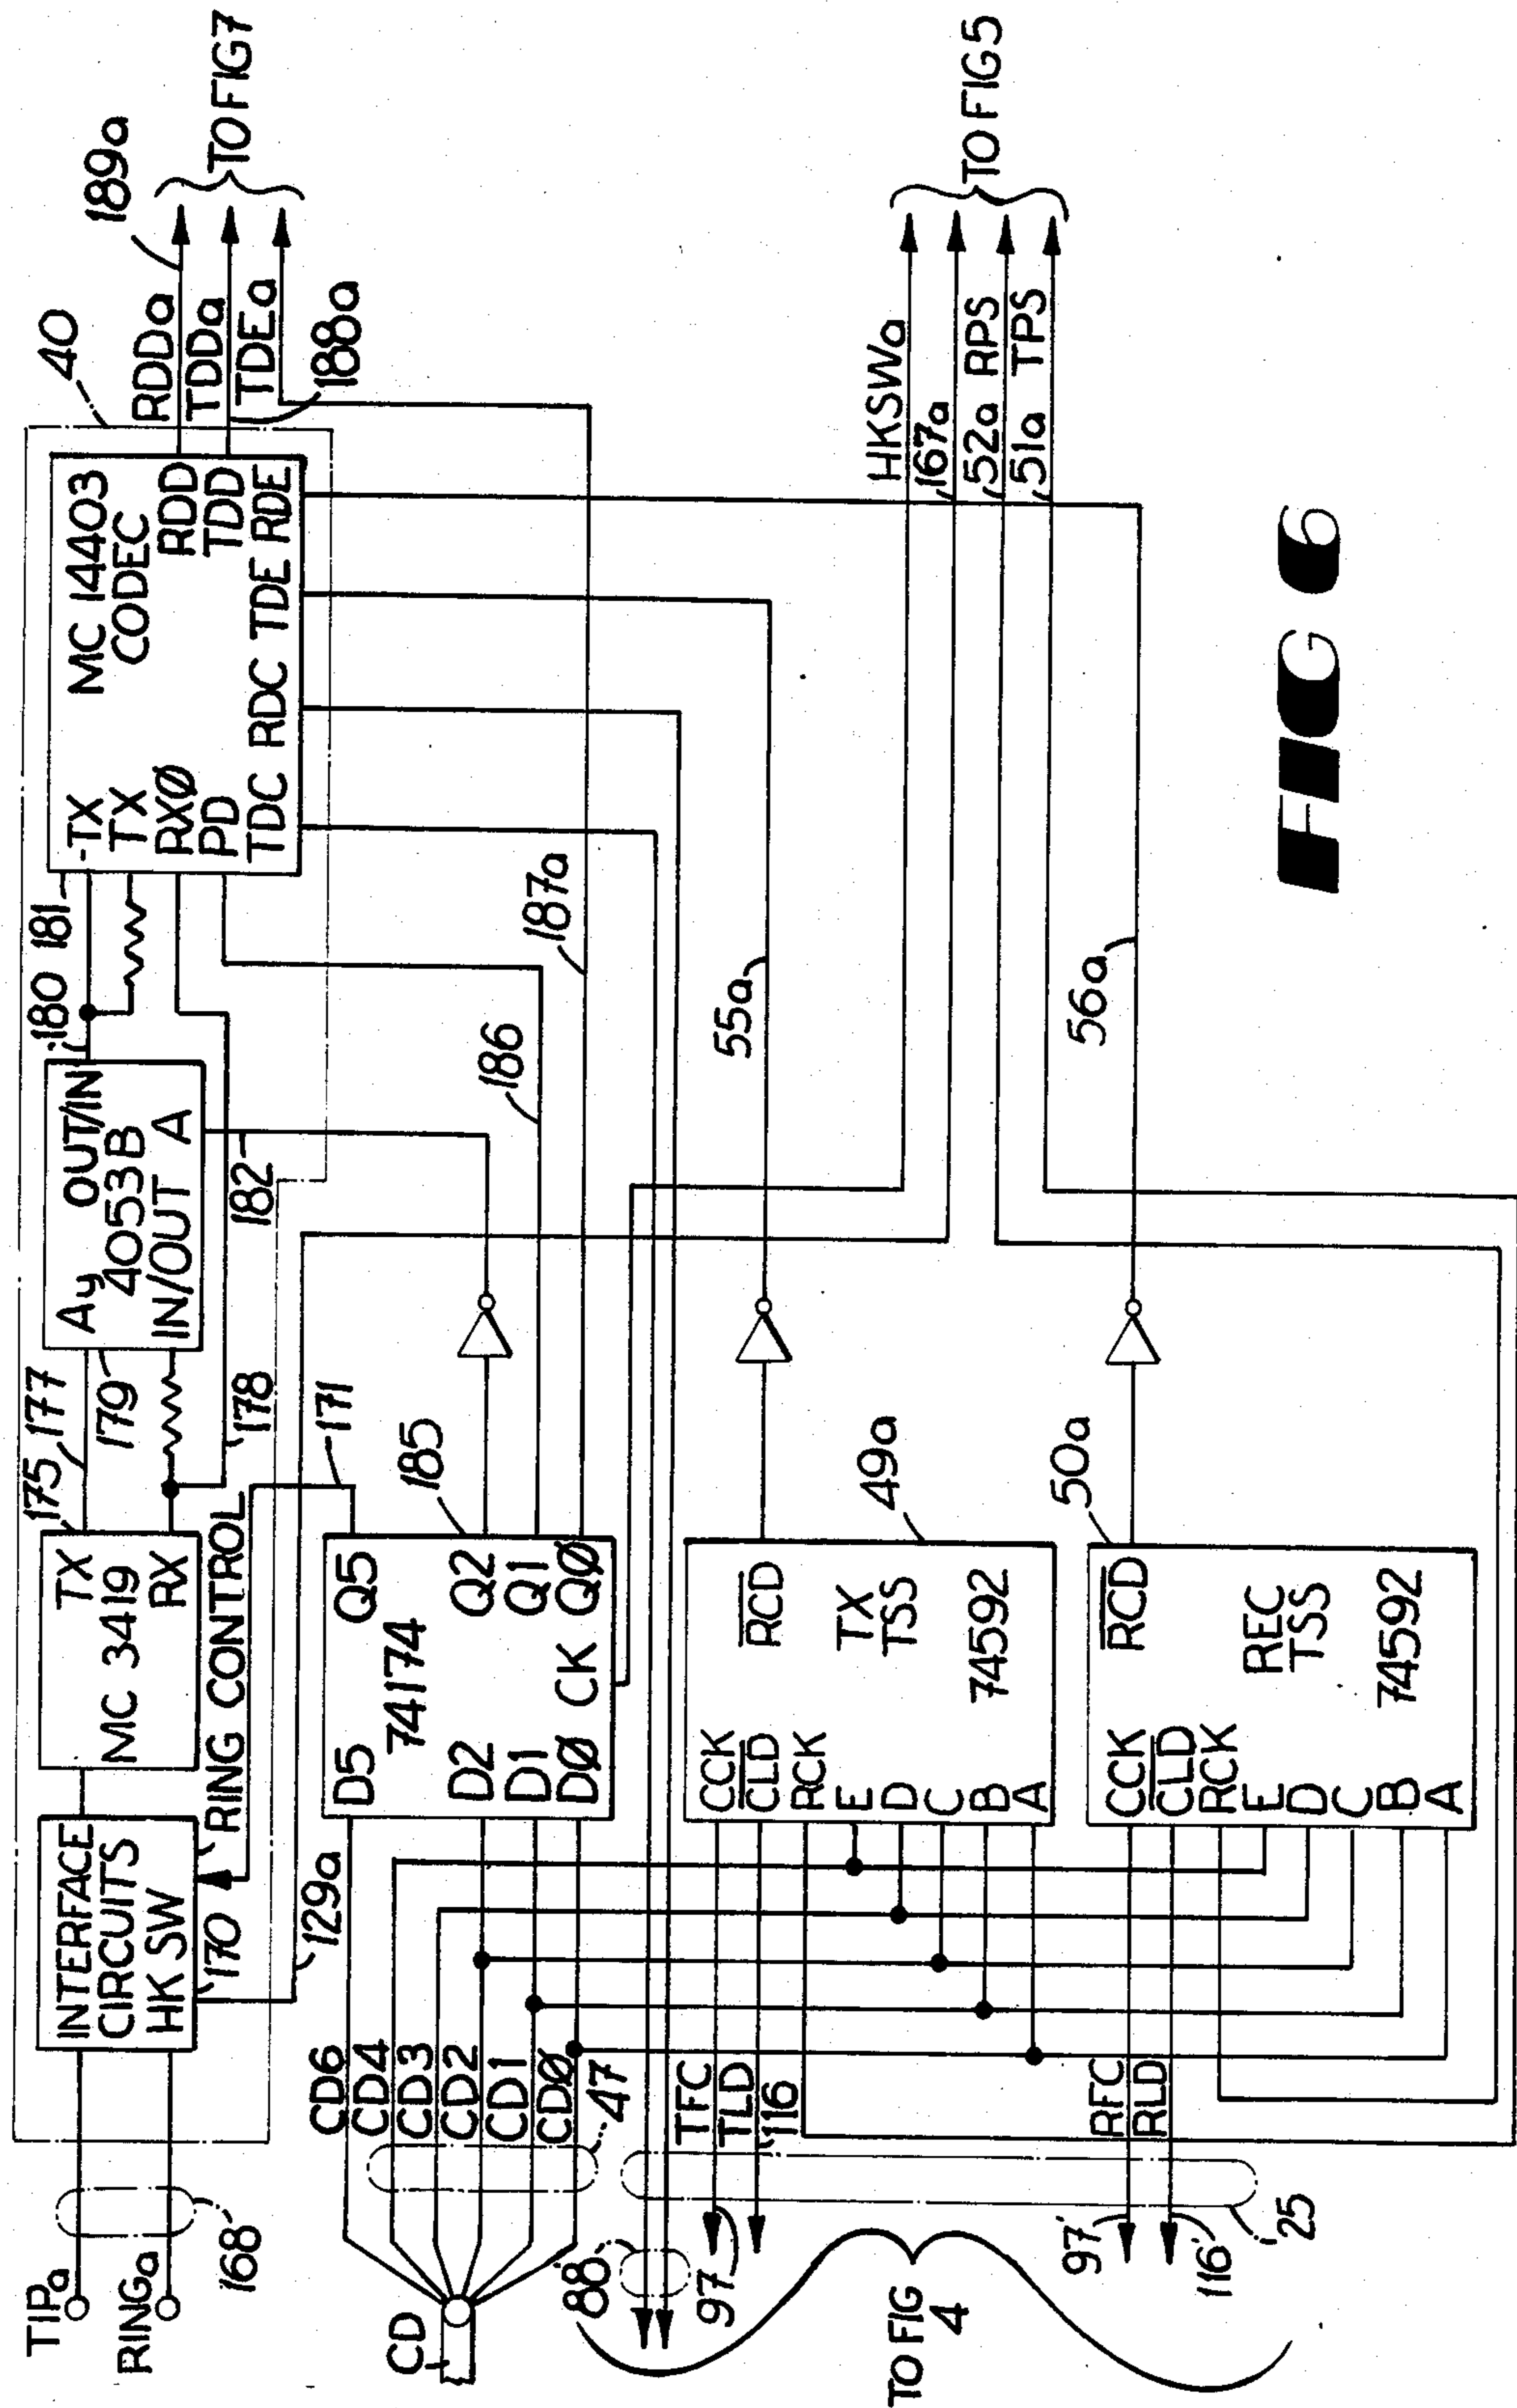 TIPa
RINGa
168
INTERFACE
CIRCUITS
HK SW
170
RING CONTROL
MC 3419
TX
RX
175
177
179
178
Ay OUT/IN
4053B
IN/OUT A
180
181
182
-TX
TX
RXØ
PD
MC 14403
CODEC
RDD
TDD
TDC RDC TDE RDE
40
RDDa
TDDa
TDEa
189a
188a
TO FIG 7
129a
171
CD
CD6
CD4
CD3
CD2
CD1
CDØ
47
D5
D2
D1
DØ
74174
CK
Q5
Q2
Q1
QØ
185
186
187a
88
97
TFC
TLD
116
CCK
CLD
RCK
E
D
C
B
A
RCD
TX
TSS
74592
49a
55a
HKSWa
167a
52a RPS
51a TPS
TO FIG 5
97'
116'
RFC
RLD
25
CCK
CLD
RCK
E
D
C
B
A
RCD
REC
TSS
74592
50a
56a
TO FIG
4
FIG 6